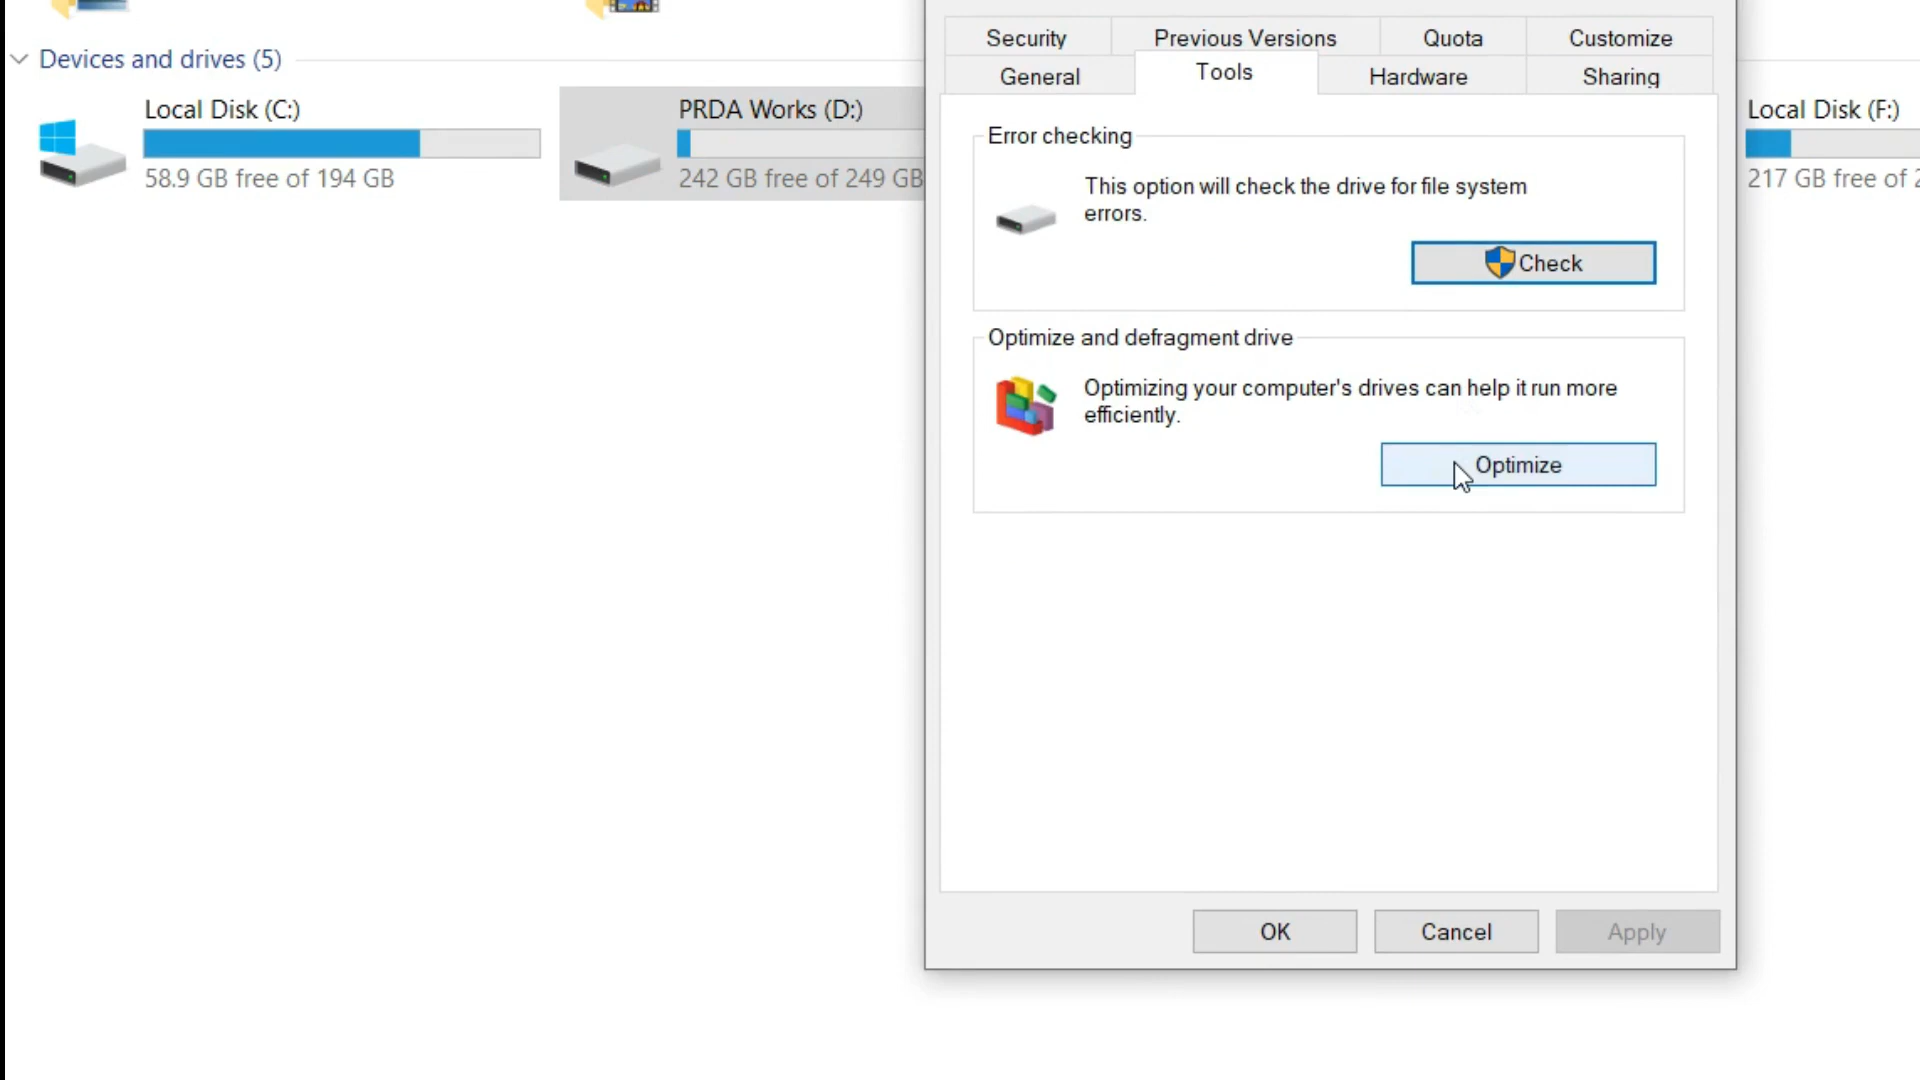 Devices and drives (5)
Local Disk (C:)
58.9 GB free of 194 GB
PRDA Works (D:)
242 GB free of 249 GB
Security
Previous Versions
Quota
Customize
General
Tools
Hardware
Sharing
Error checking
This option will check the drive for file system
errors.
Check
Optimize and defragment drive
Optimizing your computer's drives can help it run more
efficiently.
Optimize
OK
Cancel
Apply
Local Disk (F:)
217 GB free of